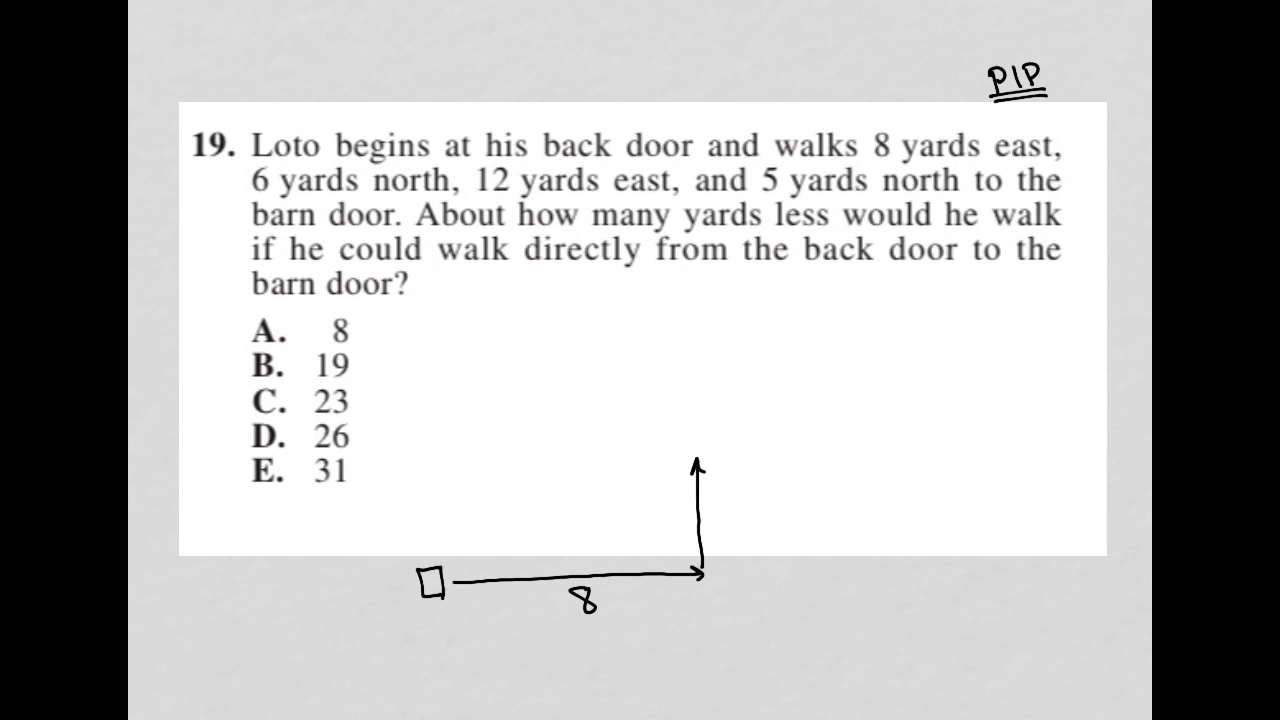 PIP
19. Loto begins at his back door and walks 8 yards east,
6 yards north, 12 yards east, and 5 yards north to the
barn door. About how many yards less would he walk
if he could walk directly from the back door to the
barn door?
A. 8
B. 19
C. 23
D. 26
E. 31
8